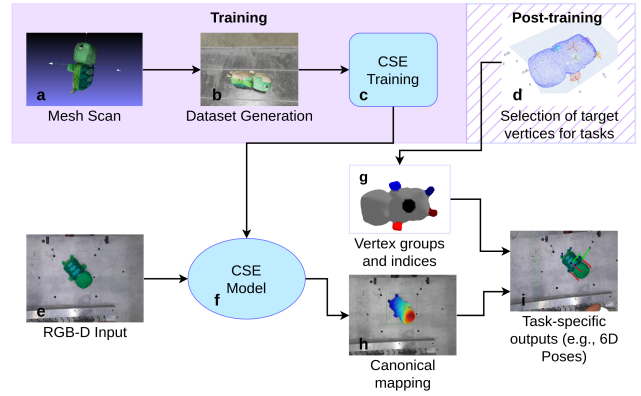 Training
Post-training
a
Mesh Scan
b
Dataset Generation
CSE
Training
c
d
Selection of target
vertices for tasks
g
Vertex groups
and indices
e
RGB-D Input
CSE
Model
f
h
Canonical
mapping
i
Task-specific
outputs (e.g., 6D
Poses)